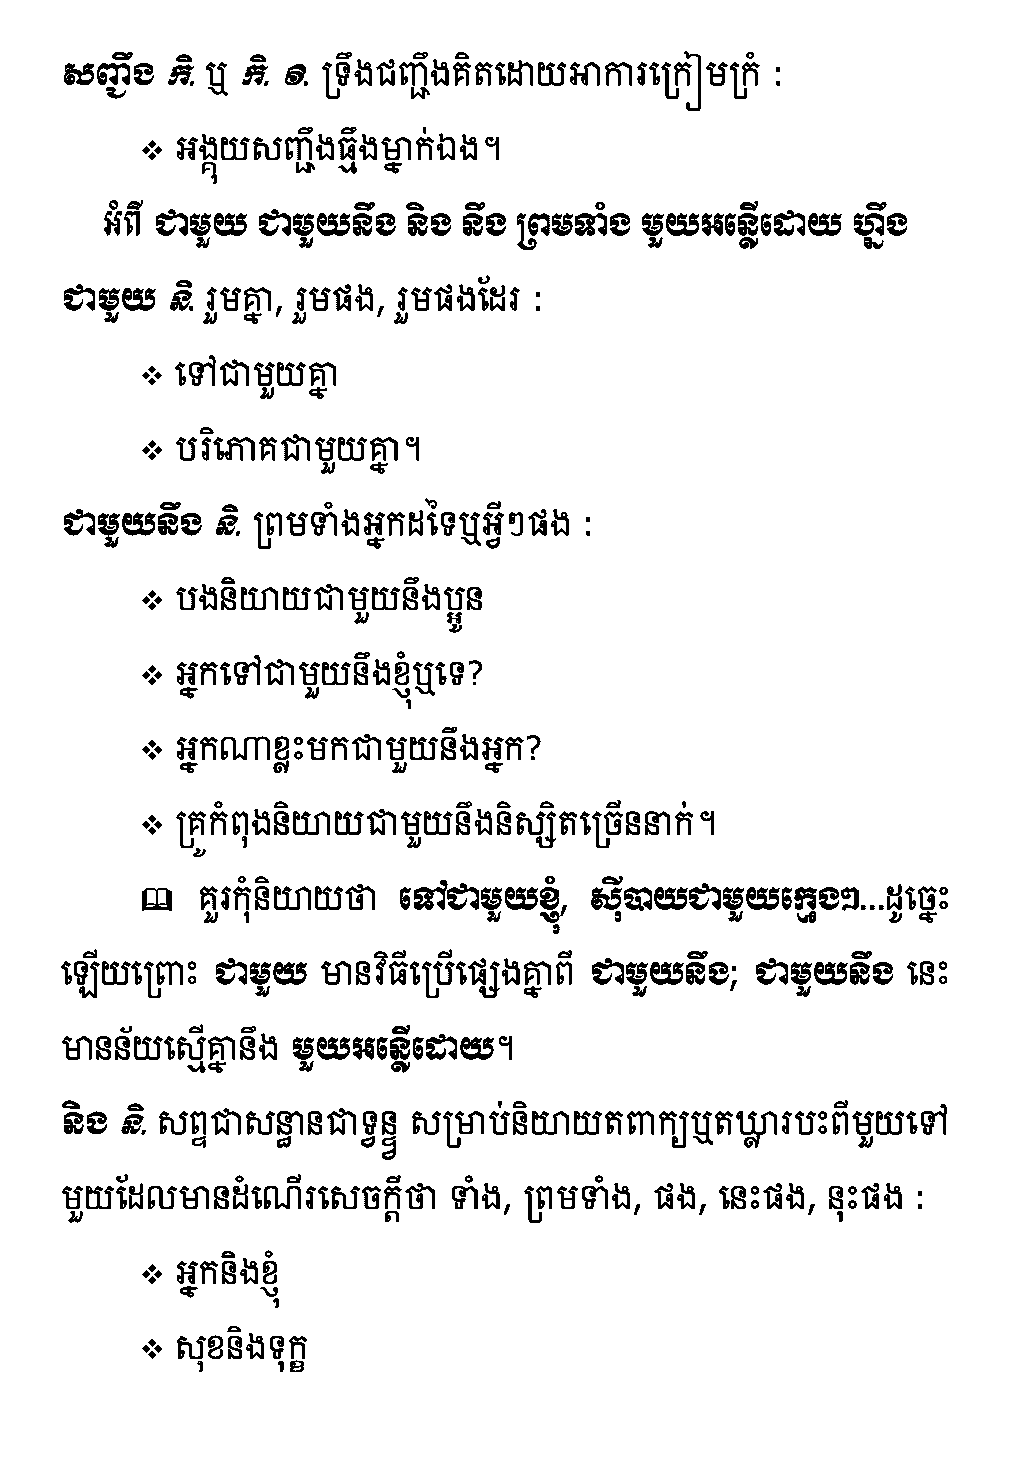 សញ្ជឹង កិ. ឬ កិ. ១. ទ្រឹងជញ្ជឹងគិតដោយអាការក្រៀមក្រំ :
❖ អង្គុយសញ្ជឹងធ្មឹងម្នាក់ឯង។
អំពី ជាមួយ ជាមួយនឹង និង នឹង ព្រមទាំង មួយអន្លើដោយ ហ្នឹង
ជាមួយ និ. រួមគ្នា, រួមផង, រួមផងដែរ :
❖ ទៅជាមួយគ្នា
❖ បរិភោគជាមួយគ្នា។
ជាមួយនឹង និ. ព្រមទាំងអ្នកដទៃឬអ្វីៗផង :
❖ បងនិយាយជាមួយនឹងប្អូន
❖ អ្នកទៅជាមួយនឹងខ្ញុំឬទេ?
❖ អ្នកណាខ្លះមកជាមួយនឹងអ្នក?
❖ គ្រូកំពុងនិយាយជាមួយនឹងនិស្សិតច្រើននាក់។
🕮 គួរកុំនិយាយថា ទៅជាមួយខ្ញុំ, ស៊ីបាយជាមួយក្មេងៗ...ដូច្នេះ
ឡើយព្រោះ ជាមួយ មានវិធីប្រើផ្សេងគ្នាពី ជាមួយនឹង; ជាមួយនឹង នេះ
មានន័យស្មើគ្នានឹង មួយអន្លើដោយ។
និង និ. សព្ទជាសន្ធានជាទ្វន្ទ្វ សម្រាប់និយាយតពាក្យឬតឃ្លារបះពីមួយទៅ
មួយដែលមានដំណើរសេចក្ដីថា ទាំង, ព្រមទាំង, ផង, នេះផង, នុះផង :
❖ អ្នកនិងខ្ញុំ
❖ សុខនិងទុក្ខ